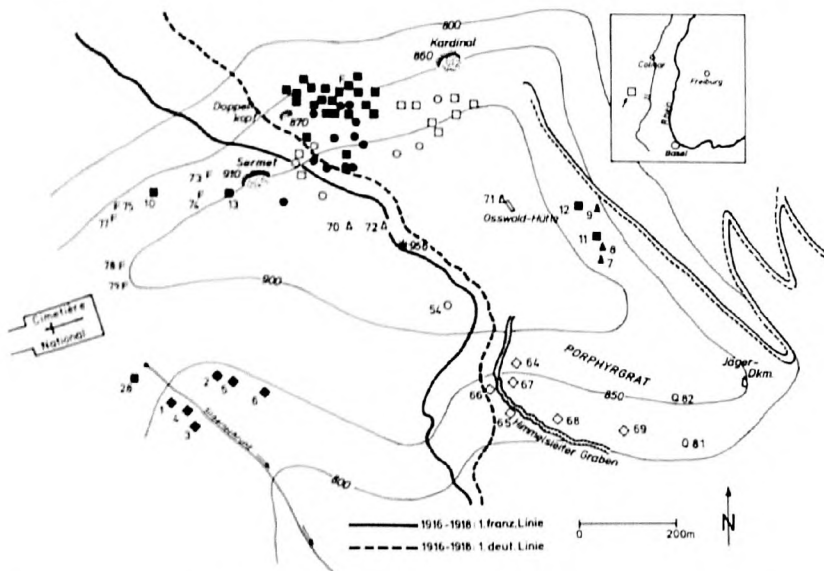 800
Kardinal
860
F
Doppel-
kopf
870
Colmar
Ill
Rhein
Freiburg
Basel
Sermet
910
73 F
F 75
10
74
F
13
77 F
71
Osswald-Hütte
12
9
11
8
7
70
72
956
78 F
79 F
900
54
Cimetière
National
64
PORPHYRGRAT
Jäger-
Dkm.
67
66
850
82
28
2
5
6
1
4
3
65
68
69
81
Himmelsleiter Graben
800
1916-1918: 1. franz. Linie
1916-1918: 1. deut. Linie
0
200m
N